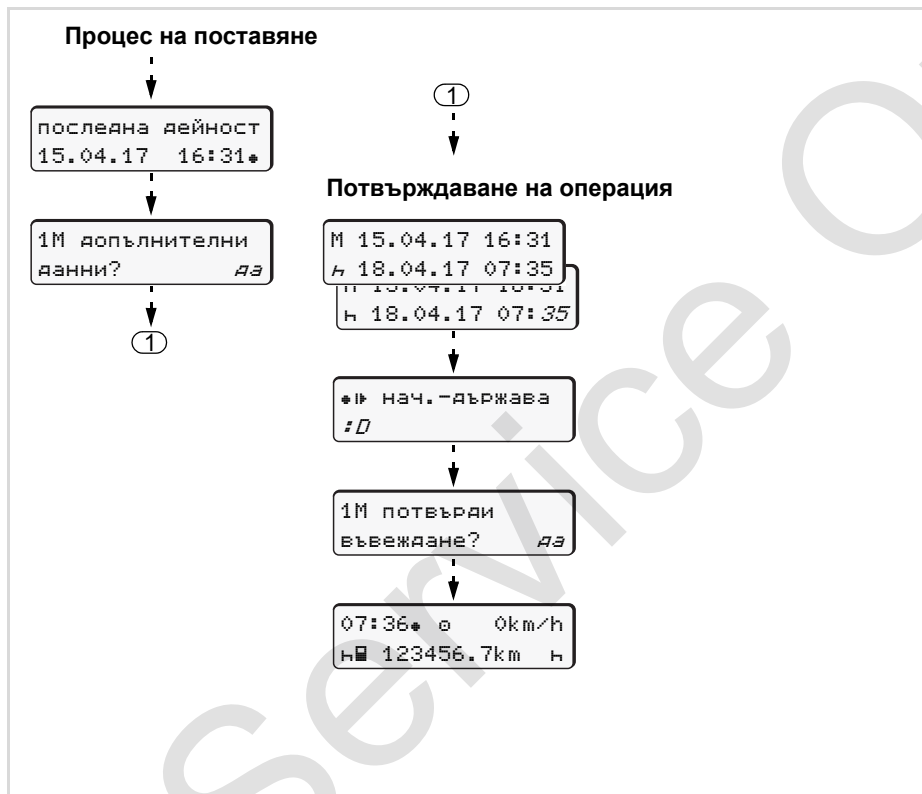 Процес на поставяне
последна дейност
15.04.17 16:31
1М допълнителни
данни? да
1
1
Потвърждаване на операция
М 15.04.17 16:31
18.04.17 07:35
18.04.17 07:35
нач.-държава
:D
1М потвърди
въвеждане? да
07:36 0km/h
123456.7km
Service O